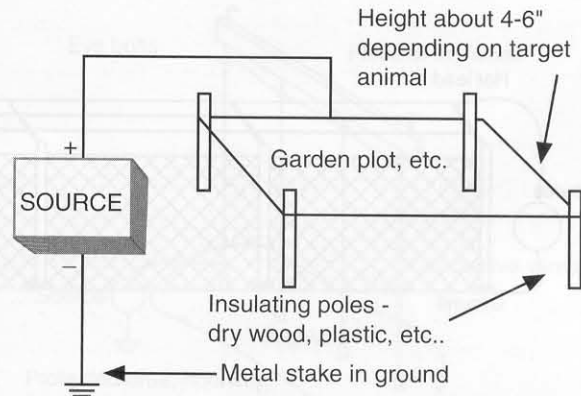 Height about 4-6"
depending on target
animal
+
Garden plot, etc.
SOURCE
–
Insulating poles -
dry wood, plastic, etc..
Metal stake in ground